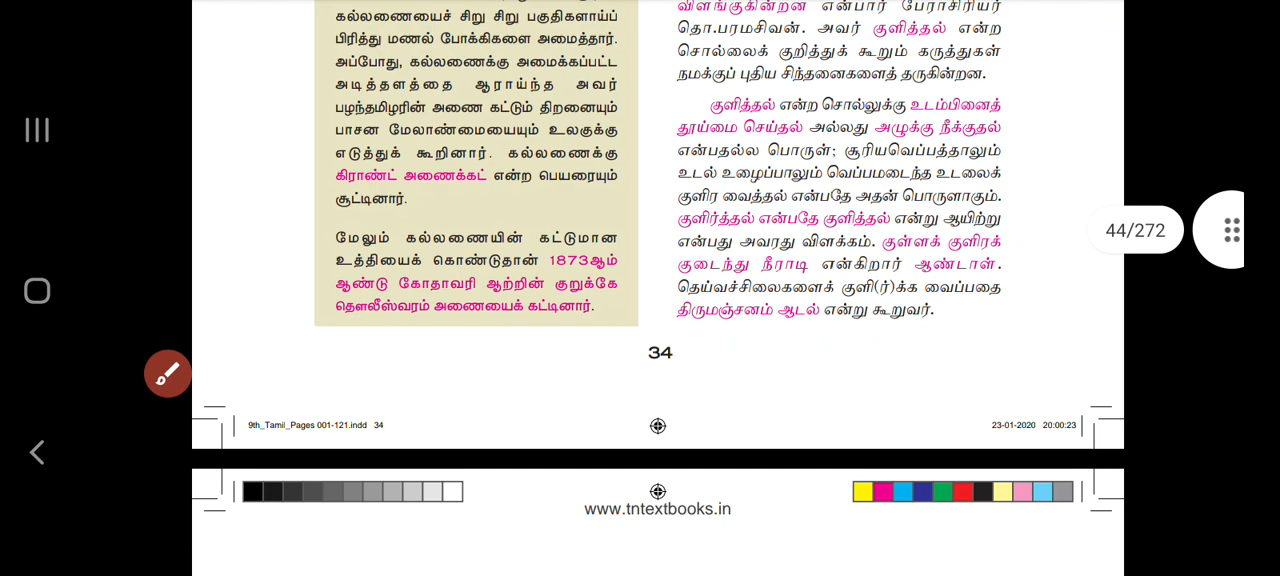 கல்லணையைச் சிறு சிறு பகுதிகளாய்ப்
பிரித்து மணல் போக்கிகளை அமைத்தார்.
அப்போது, கல்லணைக்கு அமைக்கப்பட்ட
அடித்தளத்தை ஆராய்ந்த அவர்
பழந்தமிழரின் அணை கட்டும் திறனையும்
பாசன மேலாண்மையையும் உலகுக்கு
எடுத்துக் கூறினார். கல்லணைக்கு
கிராண்ட் அணைக்கட் என்ற பெயரையும்
சூட்டினார்.
மேலும் கல்லணையின் கட்டுமான
உத்தியைக் கொண்டுதான் 1873ஆம்
ஆண்டு கோதாவரி ஆற்றின் குறுக்கே
தௌலீஸ்வரம் அணையைக் கட்டினார்.
விளங்குகின்றன என்பார் பேராசிரியர்
தொ.பரமசிவன். அவர் குளித்தல் என்ற
சொல்லைக் குறித்துக் கூறும் கருத்துகள்
நமக்குப் புதிய சிந்தனைகளைத் தருகின்றன.
குளித்தல் என்ற சொல்லுக்கு உடம்பினைத்
தூய்மை செய்தல் அல்லது அழுக்கு நீக்குதல்
என்பதல்ல பொருள்; சூரியவெப்பத்தாலும்
உடல் உழைப்பாலும் வெப்பமடைந்த உடலைக்
குளிர வைத்தல் என்பதே அதன் பொருளாகும்.
குளிர்த்தல் என்பதே குளித்தல் என்று ஆயிற்று
என்பது அவரது விளக்கம். குள்ளக் குளிரக்
குடைந்து நீராடி என்கிறார் ஆண்டாள்.
தெய்வச்சிலைகளைக் குளி(ர்)க்க வைப்பதை
திருமஞ்சனம் ஆடல் என்று கூறுவர்.
44/272
34
9th_Tamil_Pages 001-121.indd 34
23-01-2020 20:00:23
www.tntextbooks.in